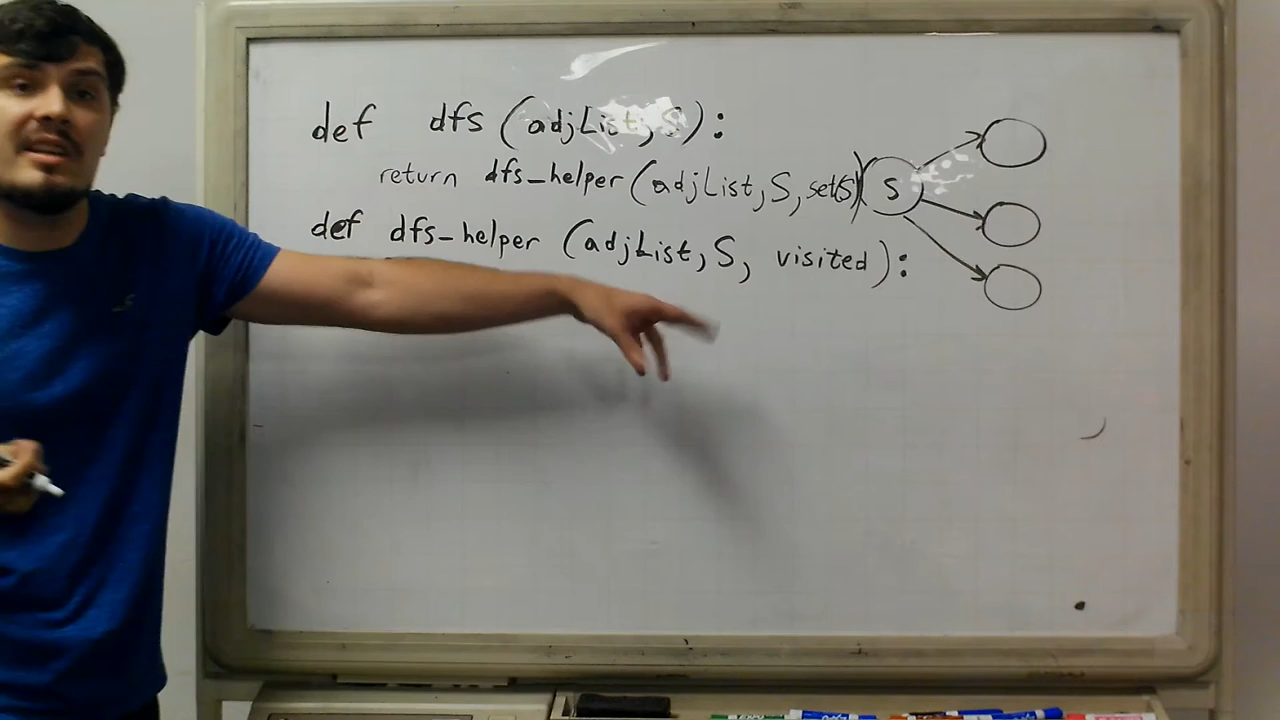 def dfs (adjList, S):
return dfs_helper(adjList, S, set(S))
S
def dfs_helper (adjList, S, visited):